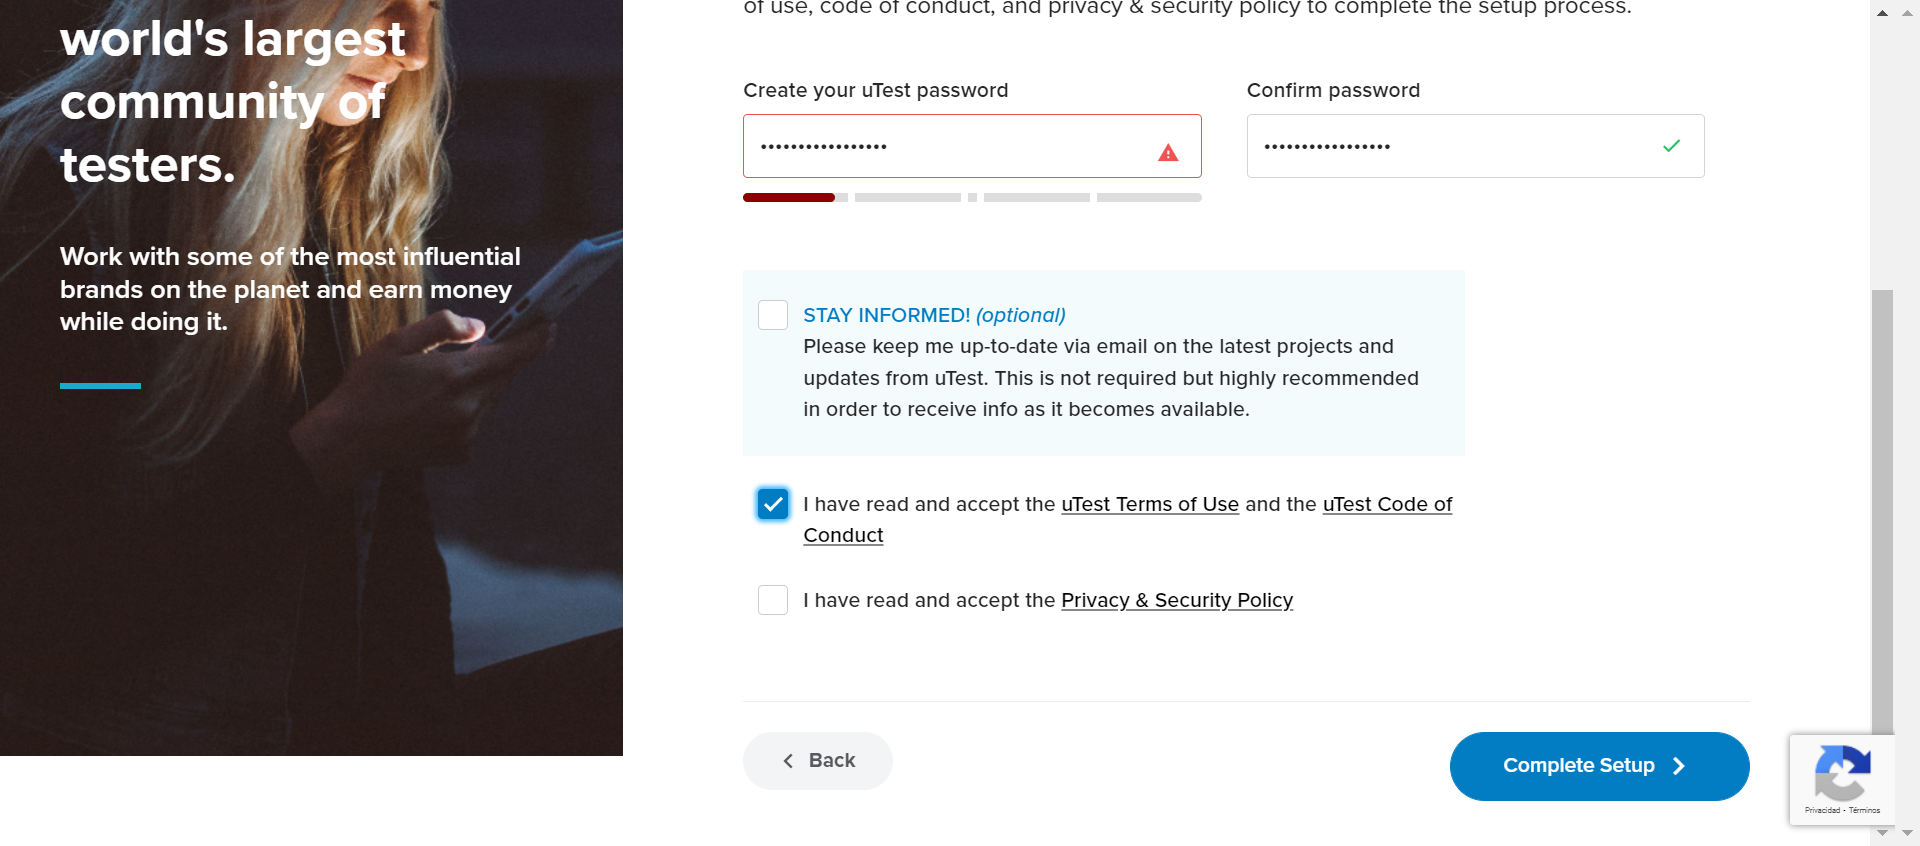 world's largest
community of
testers.
Work with some of the most influential
brands on the planet and earn money
while doing it.
of use, code of conduct, and privacy & security policy to complete the setup process.
Create your uTest password
•••••••••••••••••
Confirm password
•••••••••••••••••
STAY INFORMED! (optional)
Please keep me up-to-date via email on the latest projects and
updates from uTest. This is not required but highly recommended
in order to receive info as it becomes available.
I have read and accept the uTest Terms of Use and the uTest Code of
Conduct
I have read and accept the Privacy & Security Policy
Back
Complete Setup
Privacidad - Términos